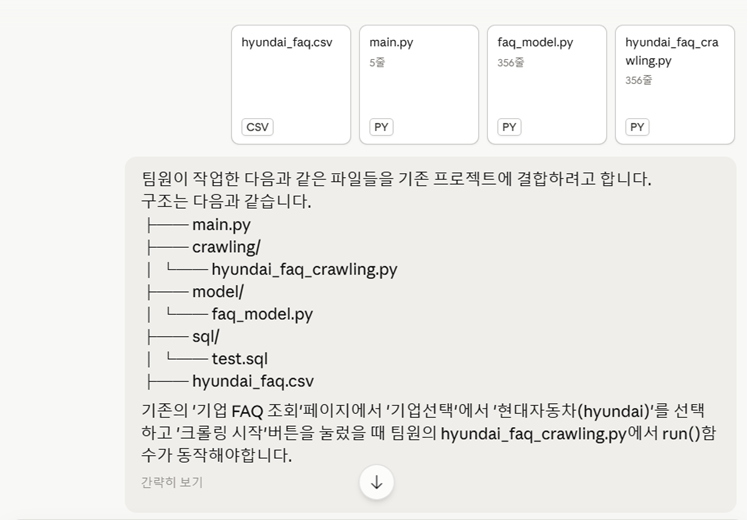 hyundai_faq.csv
CSV
main.py
5줄
PY
faq_model.py
356줄
PY
hyundai_faq_cra
wling.py
356줄
PY
팀원이 작업한 다음과 같은 파일들을 기존 프로젝트에 결합하려고 합니다.
구조는 다음과 같습니다.
├── main.py
├── crawling/
│ └── hyundai_faq_crawling.py
├── model/
│ └── faq_model.py
├── sql/
│ └── test.sql
├── hyundai_faq.csv
기존의 '기업 FAQ 조회'페이지에서 '기업선택'에서 '현대자동차(hyundai)'를 선택
하고 '크롤링 시작'버튼을 눌렀을 때 팀원의 hyundai_faq_crawling.py에서 run()함
수가 동작해야합니다.
간략히 보기